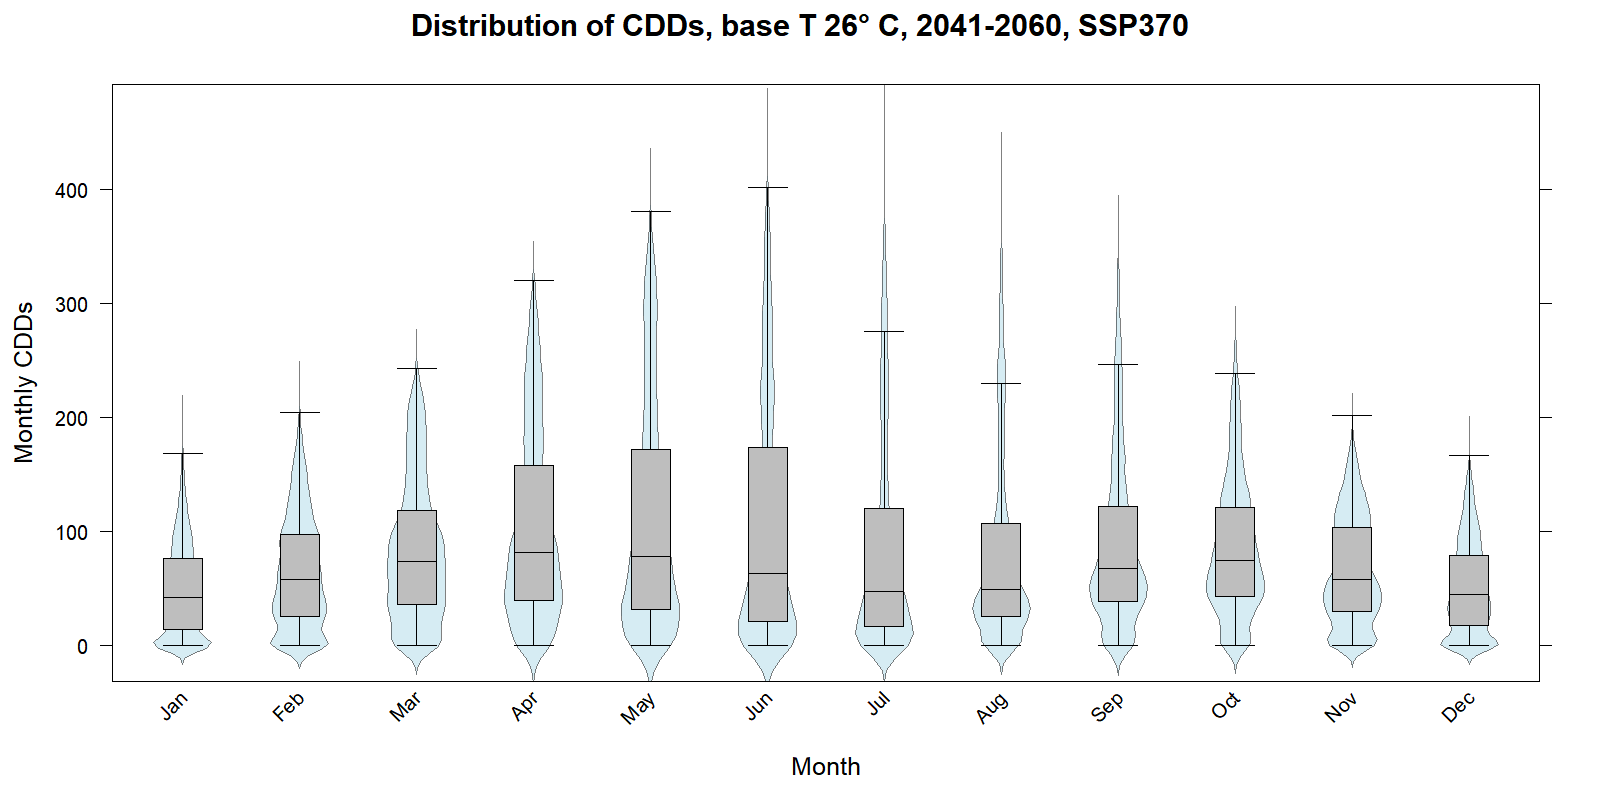 Distribution of CDDs, base T 26° C, 2041-2060, SSP370
Monthly CDDs
400
300
200
100
0
Jan
Feb
Mar
Apr
May
Jun
Jul
Aug
Sep
Oct
Nov
Dec
Month